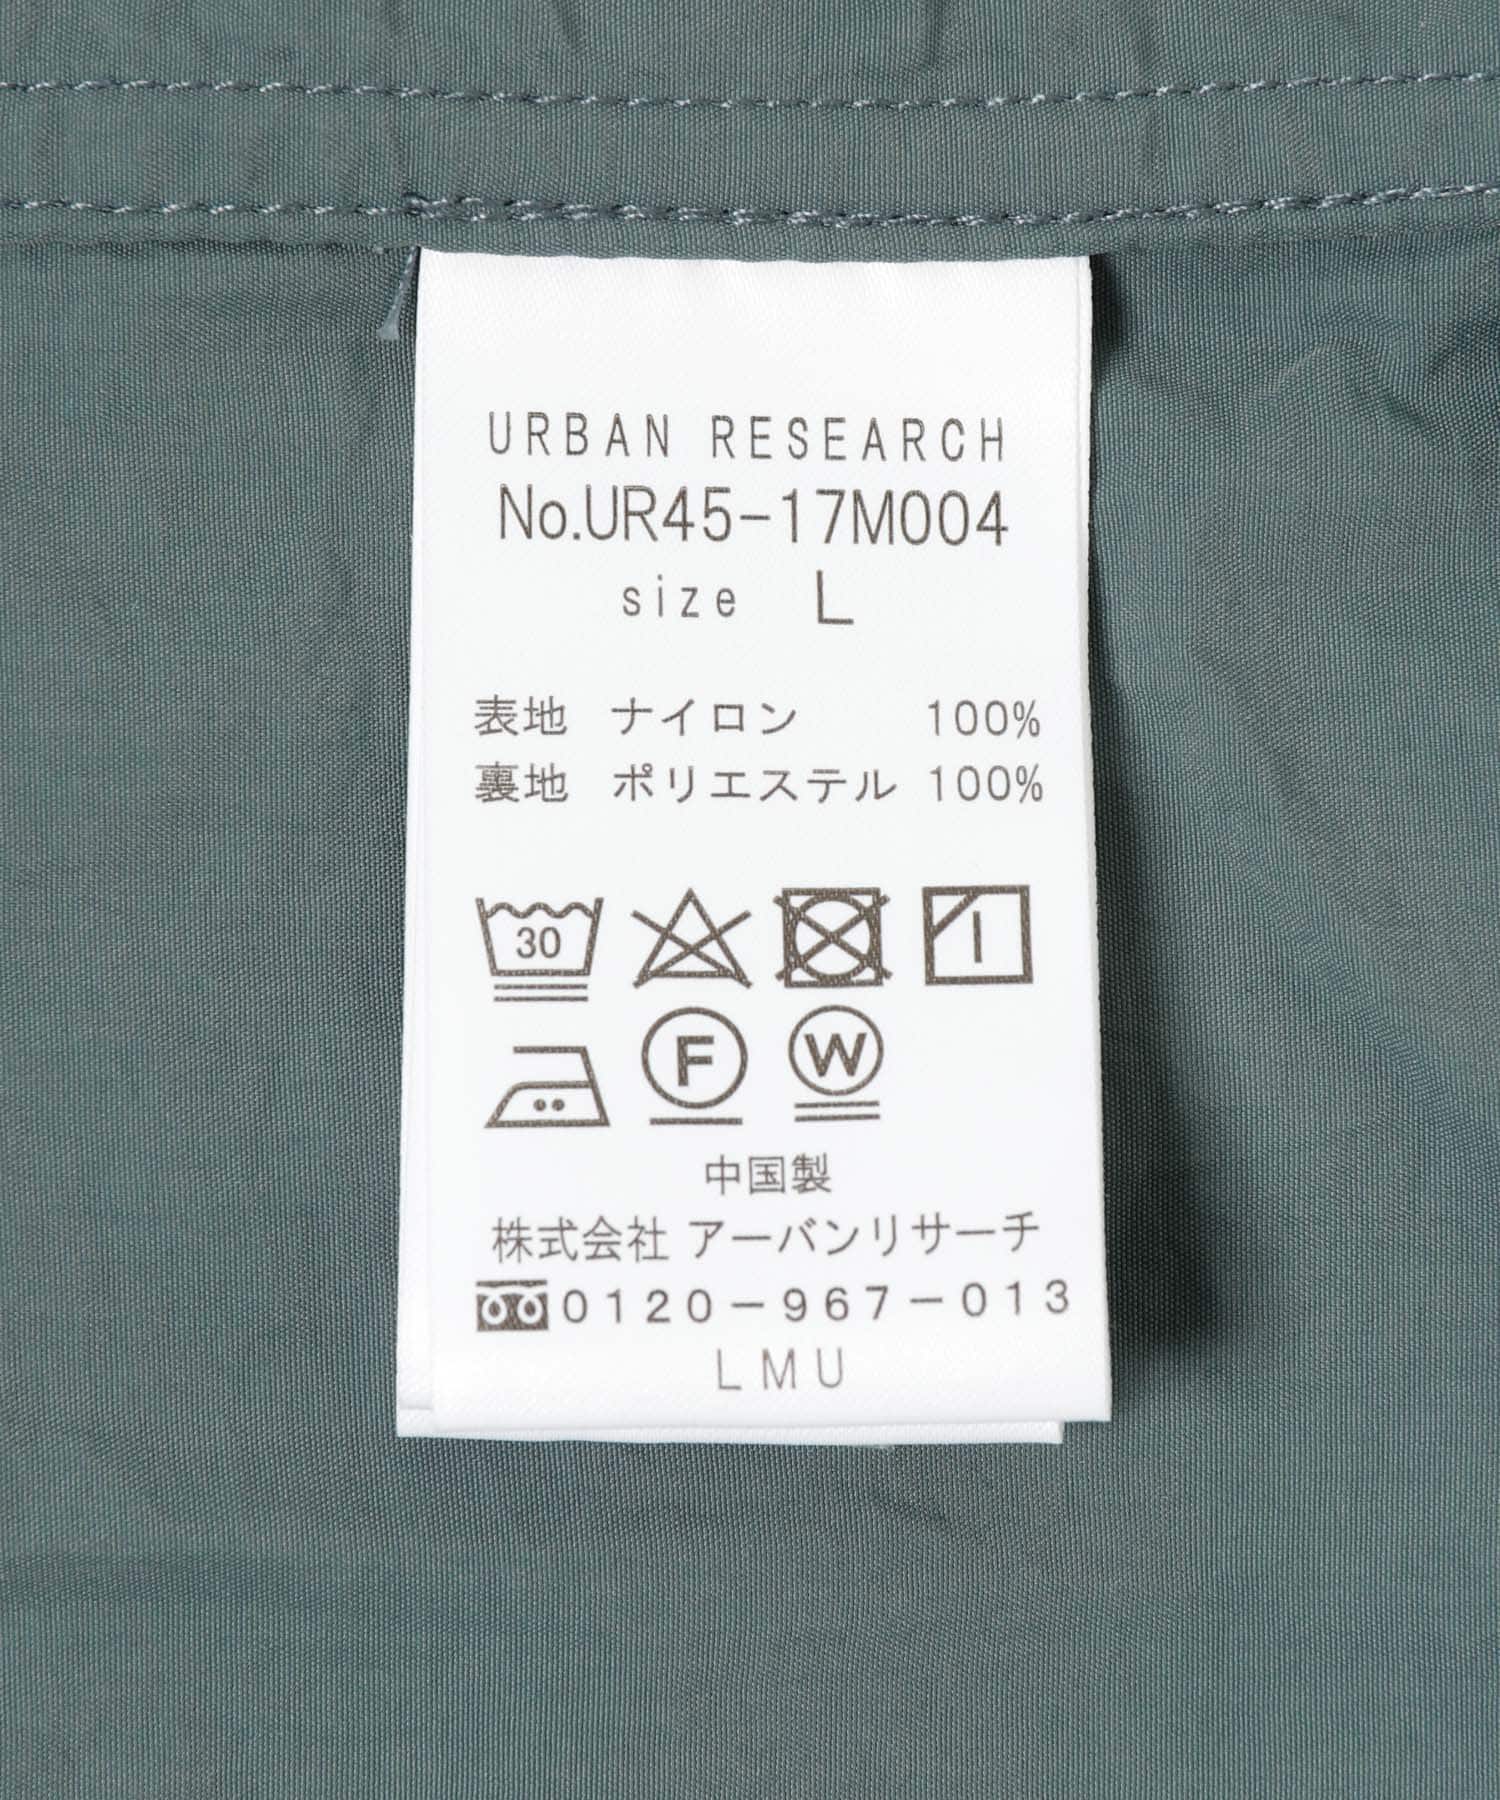 URBAN RESEARCH
No.UR45-17M004
size L
表地 ナイロン 100%
裏地 ポリエステル 100%
30
F W
中国製
株式会社 アーバンリサーチ
0120-967-013
LMU